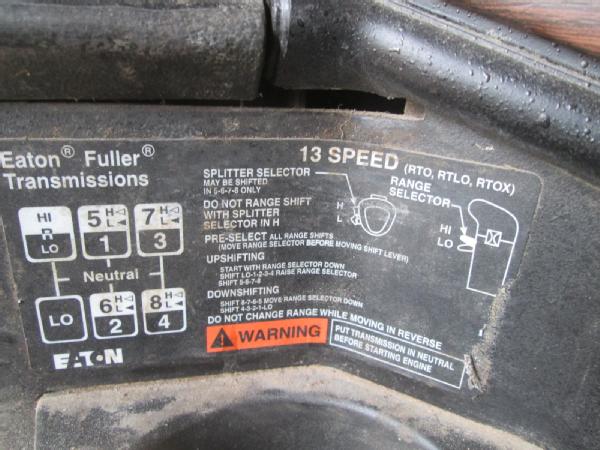 Eaton® Fuller®
Transmissions
13 SPEED (RTO, RTLO, RTOX)
SPLITTER SELECTOR
MAY BE SHIFTED
IN 5-6-7-8 ONLY
DO NOT RANGE SHIFT
WITH SPLITTER
SELECTOR IN H
H
L
RANGE
SELECTOR
HI
LO
PRE-SELECT ALL RANGE SHIFTS
(MOVE RANGE SELECTOR BEFORE MOVING SHIFT LEVER)
UPSHIFTING
START WITH RANGE SELECTOR DOWN
SHIFT LO-1-2-3-4 RAISE RANGE SELECTOR
SHIFT 5-6-7-8
DOWNSHIFTING
SHIFT 8-7-6-5 MOVE RANGE SELECTOR DOWN
SHIFT 4-3-2-1-LO
DO NOT CHANGE RANGE WHILE MOVING IN REVERSE
WARNING
PUT TRANSMISSION IN NEUTRAL
BEFORE STARTING ENGINE
HI
R
LO
5 H
L
1
7 H
L
3
Neutral
LO
6 H
L
2
8 H
L
4
EATON